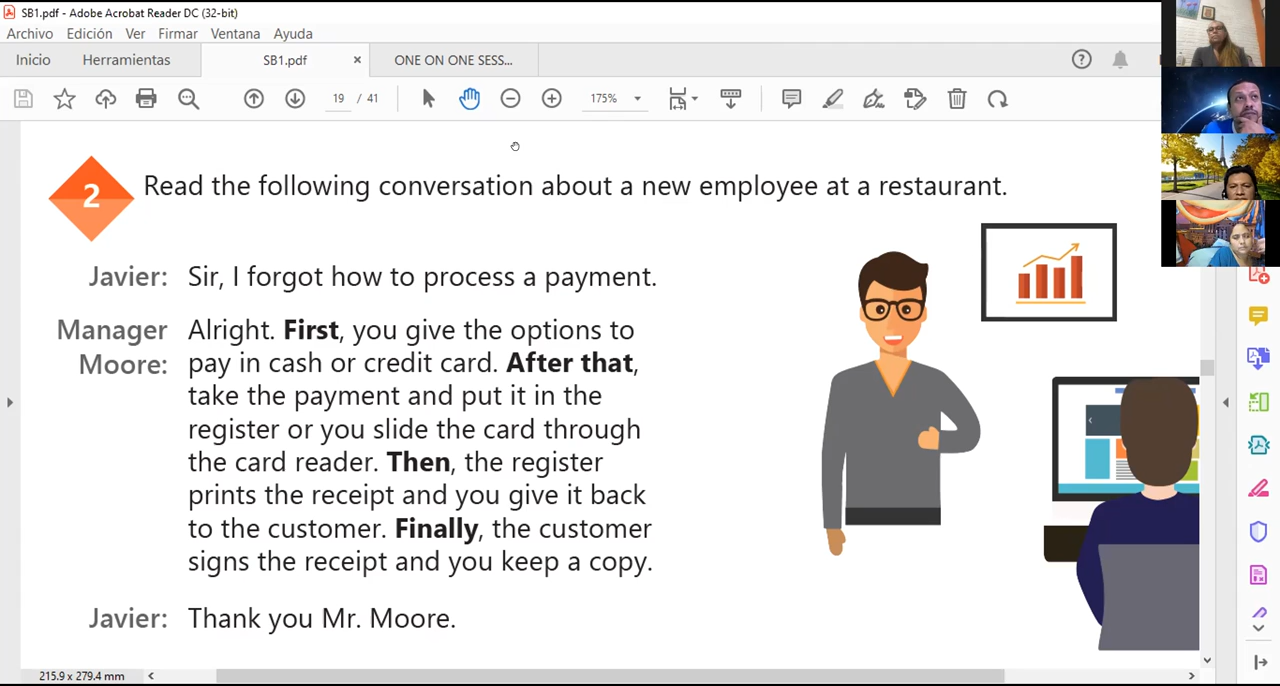 SB1.pdf - Adobe Acrobat Reader DC (32-bit)
Archivo Edición Ver Firmar Ventana Ayuda
Inicio Herramientas SB1.pdf × ONE ON ONE SESS...
19 / 41 175%
2 Read the following conversation about a new employee at a restaurant.
Javier: Sir, I forgot how to process a payment.
Manager Moore: Alright. First, you give the options to
pay in cash or credit card. After that,
take the payment and put it in the
register or you slide the card through
the card reader. Then, the register
prints the receipt and you give it back
to the customer. Finally, the customer
signs the receipt and you keep a copy.
Javier: Thank you Mr. Moore.
215.9 x 279.4 mm